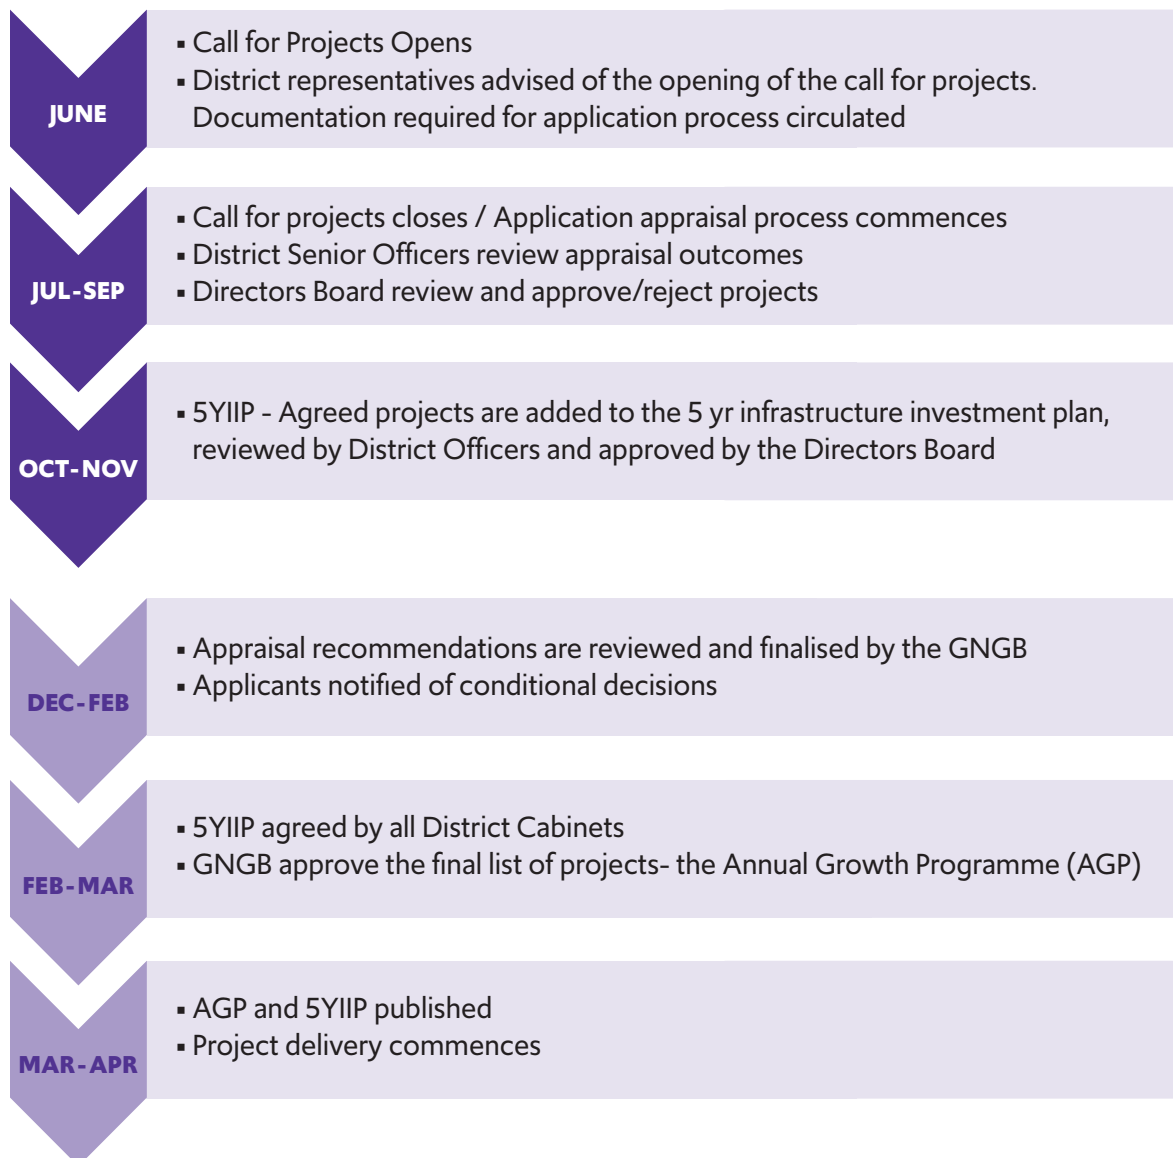 JUNE
▪ Call for Projects Opens
▪ District representatives advised of the opening of the call for projects.
Documentation required for application process circulated
JUL-SEP
▪ Call for projects closes / Application appraisal process commences
▪ District Senior Officers review appraisal outcomes
▪ Directors Board review and approve/reject projects
OCT-NOV
▪ 5YIIP - Agreed projects are added to the 5 yr infrastructure investment plan,
reviewed by District Officers and approved by the Directors Board
DEC-FEB
▪ Appraisal recommendations are reviewed and finalised by the GNGB
▪ Applicants notified of conditional decisions
FEB-MAR
▪ 5YIIP agreed by all District Cabinets
▪ GNGB approve the final list of projects- the Annual Growth Programme (AGP)
MAR-APR
▪ AGP and 5YIIP published
▪ Project delivery commences